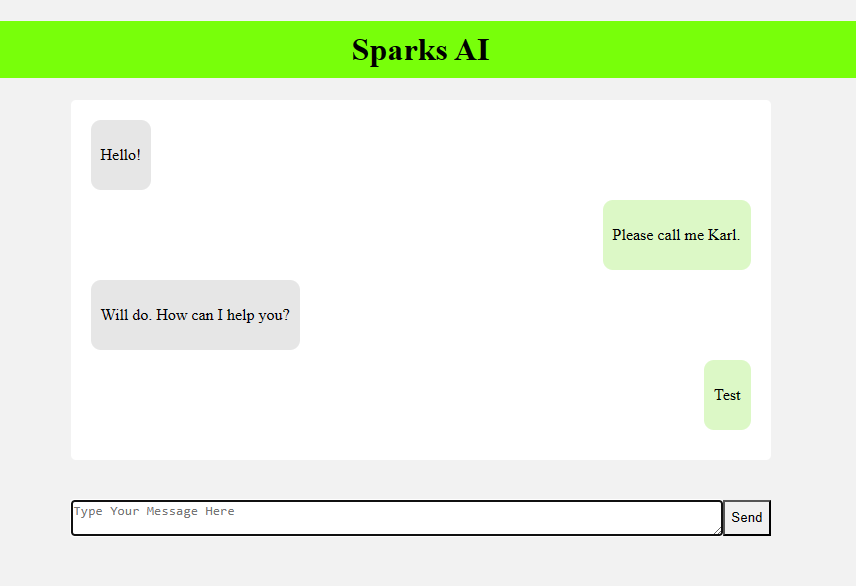 Sparks AI
Hello!
Please call me Karl.
Will do. How can I help you?
Test
Type Your Message Here
Send